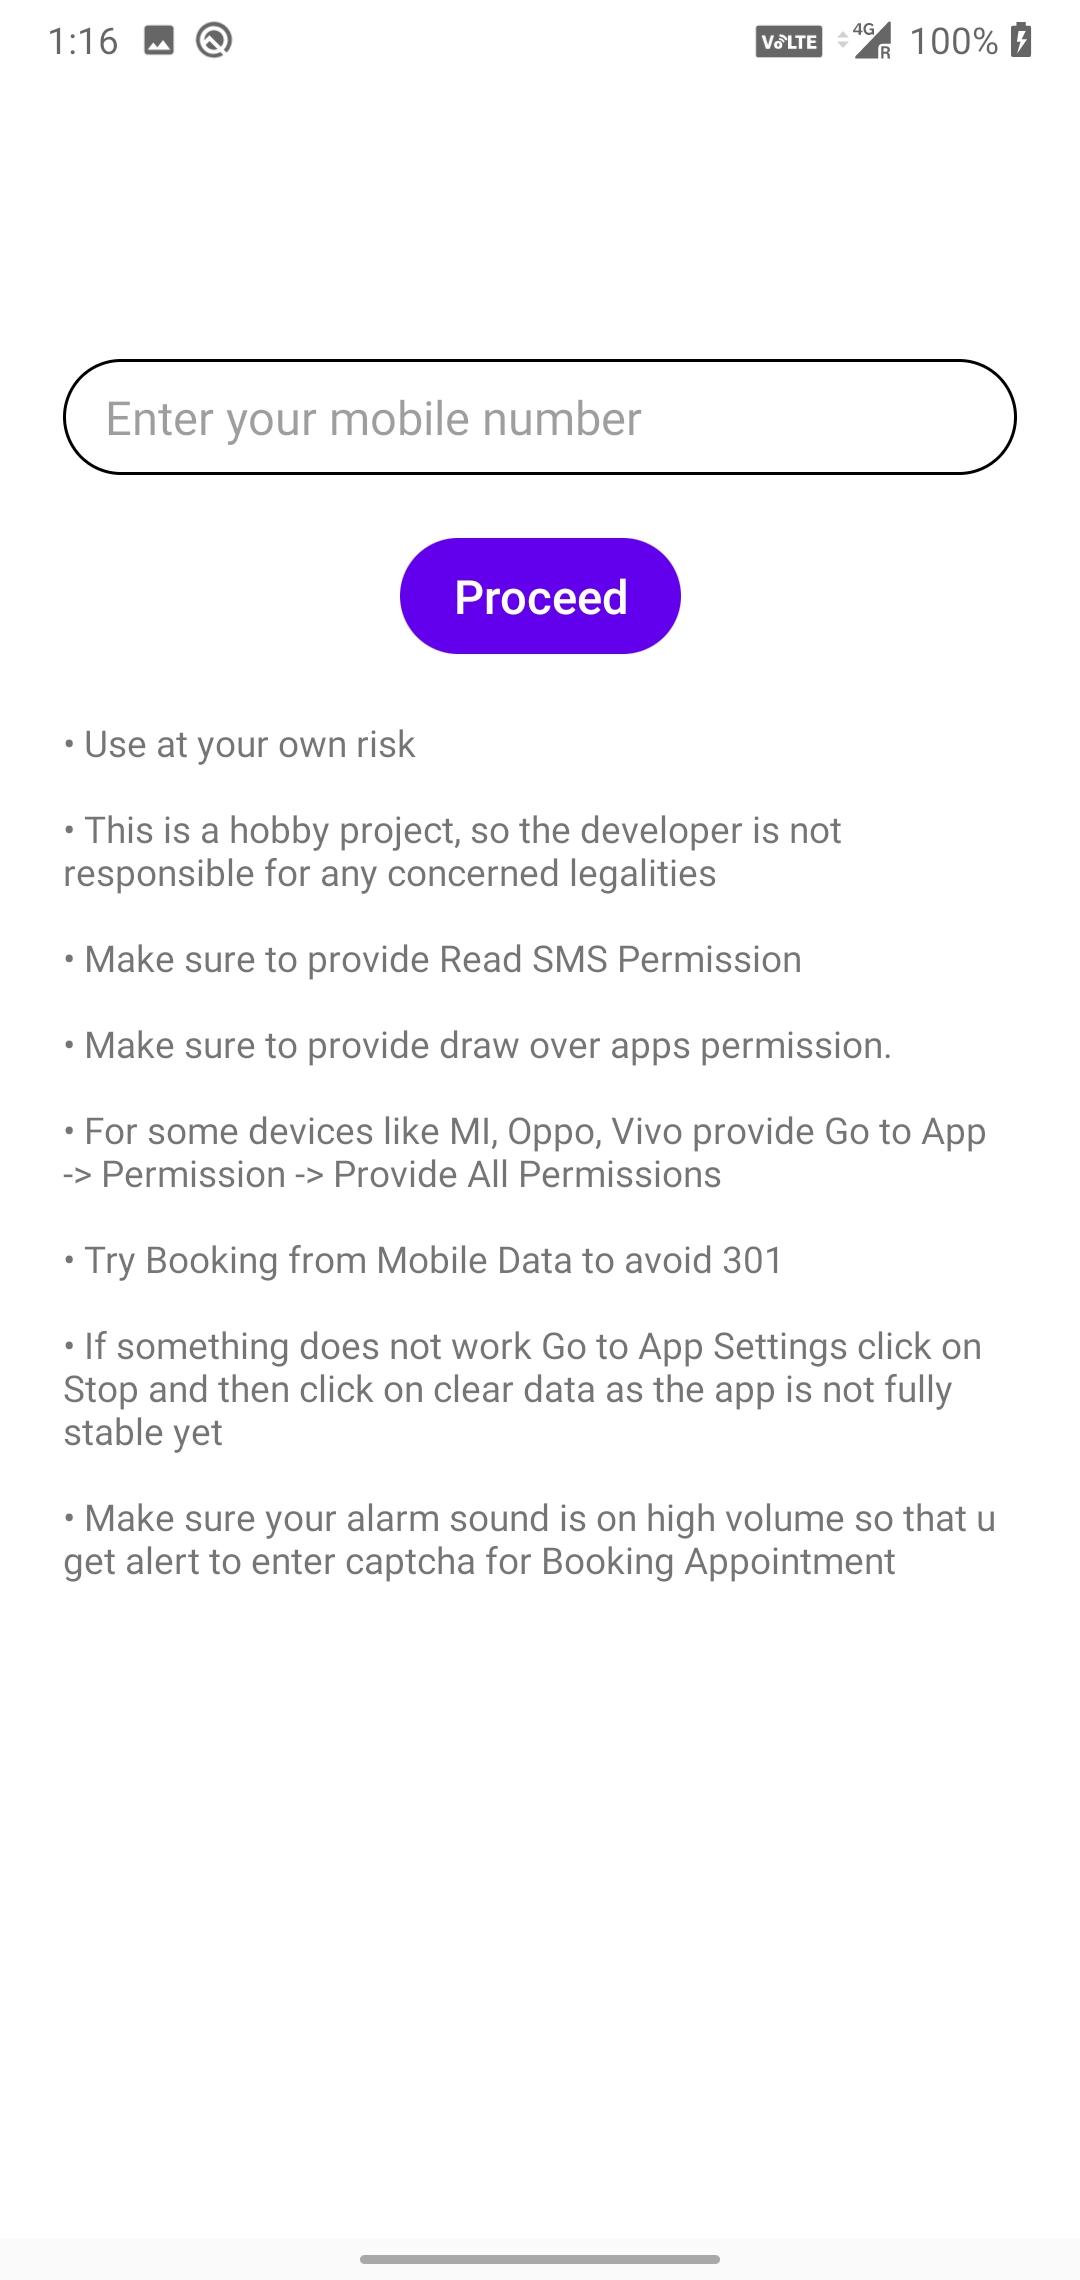 1:16
VoLTE 4G R 100%
Enter your mobile number
Proceed
• Use at your own risk
• This is a hobby project, so the developer is not
responsible for any concerned legalities
• Make sure to provide Read SMS Permission
• Make sure to provide draw over apps permission.
• For some devices like MI, Oppo, Vivo provide Go to App
-> Permission -> Provide All Permissions
• Try Booking from Mobile Data to avoid 301
• If something does not work Go to App Settings click on
Stop and then click on clear data as the app is not fully
stable yet
• Make sure your alarm sound is on high volume so that u
get alert to enter captcha for Booking Appointment